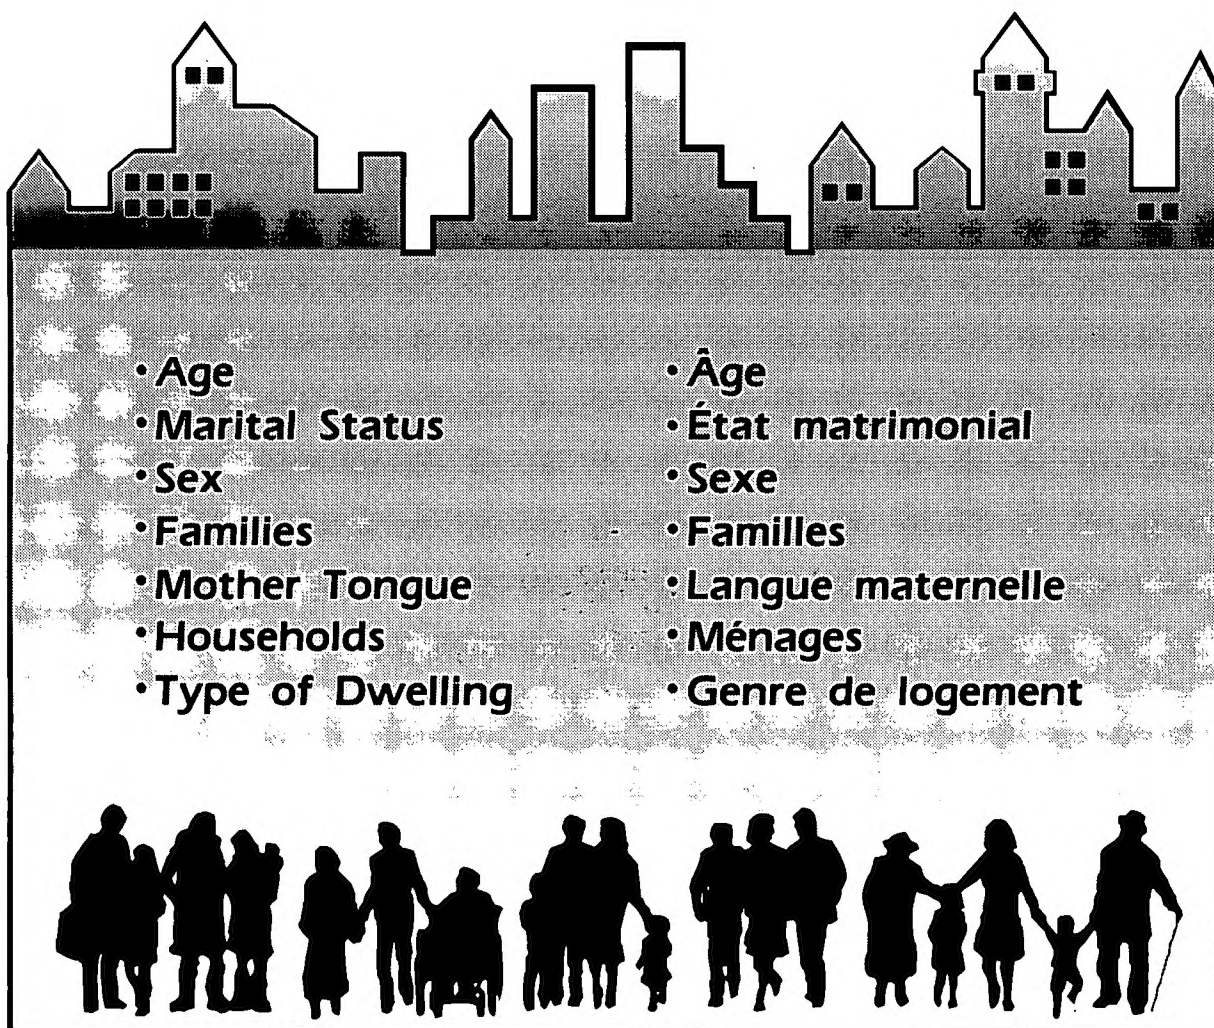 • Age
• Marital Status
• Sex
• Families
• Mother Tongue
• Households
• Type of Dwelling
• Âge
• État matrimonial
• Sexe
• Familles
• Langue maternelle
• Ménages
• Genre de logement